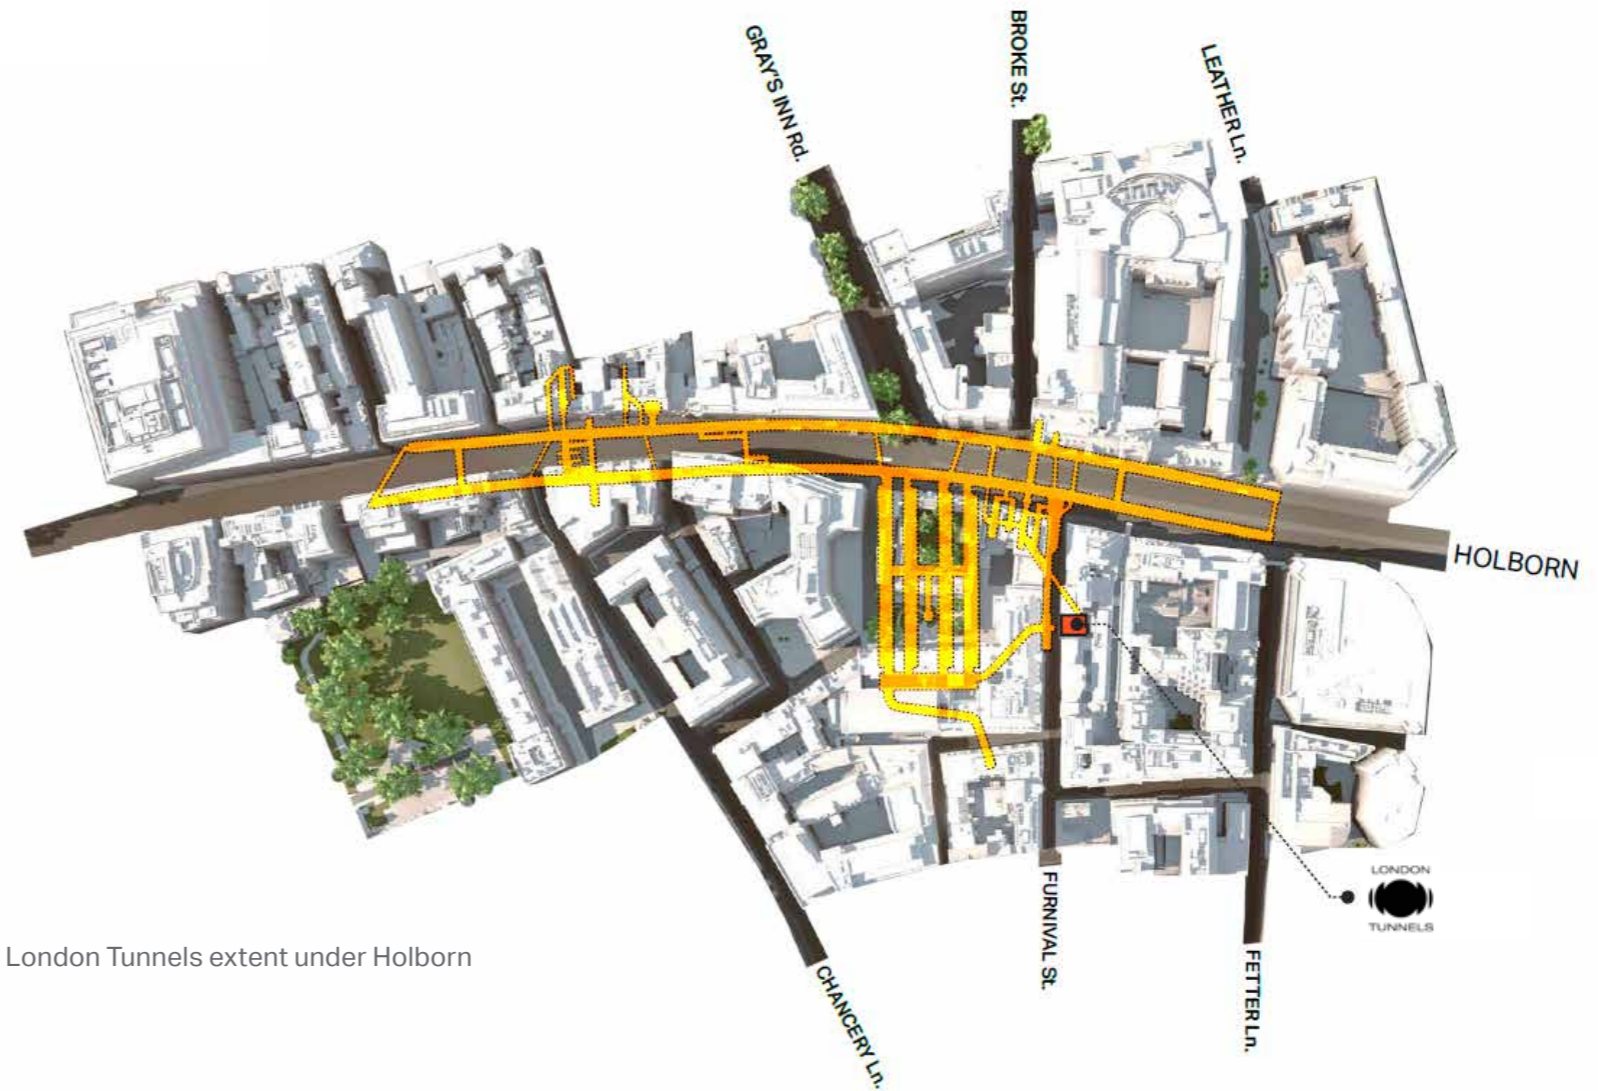 GRAY'S INN Rd.
BROKE St.
LEATHER Ln.
HOLBORN
LONDON
TUNNELS
FURNIVAL St.
London Tunnels extent under Holborn
FETTER Ln.
CHANCERY Ln.